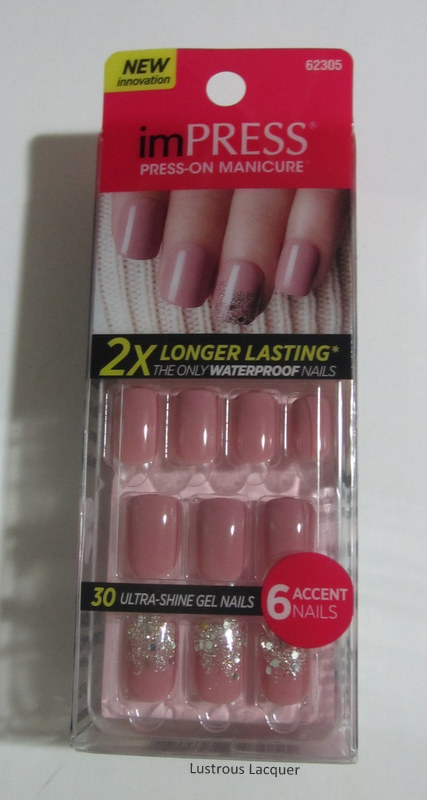 NEW
innovation
62305
imPRESS®
PRESS-ON MANICURE
2X LONGER LASTING*
THE ONLY WATERPROOF NAILS
30 ULTRA-SHINE GEL NAILS
6 ACCENT
NAILS
Lustrous Lacquer